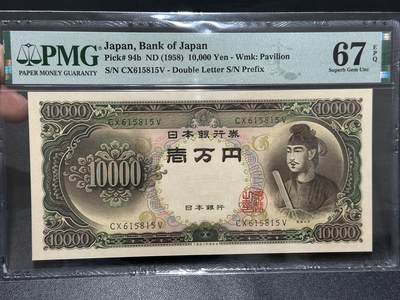 PMG
PAPER MONEY GUARANTY
Japan, Bank of Japan
Pick# 94b ND (1958) 10,000 Yen - Wmk: Pavilion
S/N CX615815V - Double Letter S/N Prefix
67 EPQ
Superb Gem Unc
10000
10000
CX615815V
日本銀行券
10000
壱万円
日本銀行
CX615815V
10000
10000